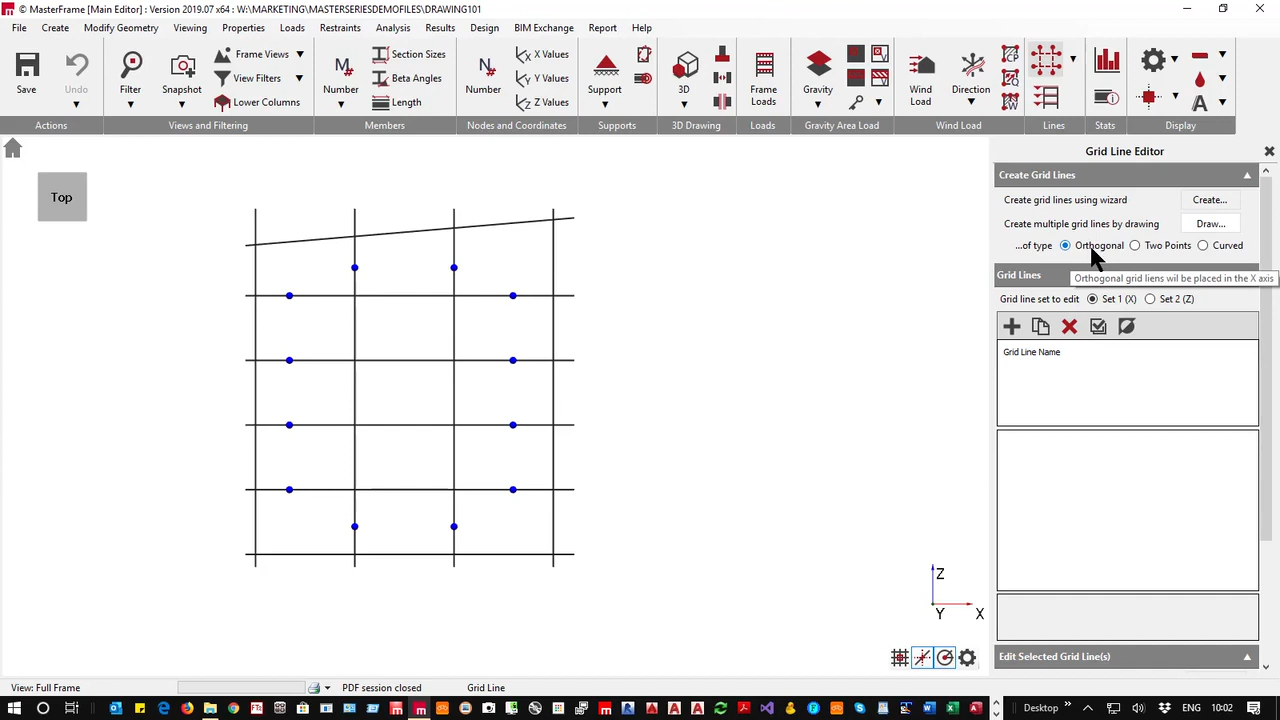 © MasterFrame [Main Editor] : Version 2019.07 x64 : W:\MARKETING\MASTERSERIESDEMOFILES\DRAWING101
File Create Modify Geometry Viewing Properties Loads Restraints Analysis Results Design BIM Exchange Report Help
Frame Views Section Sizes X Values
View Filters Beta Angles Y Values
Lower Columns Length Z Values
Save Undo Filter Snapshot Number Number Support 3D Frame Loads Gravity Wind Load Direction
Actions Views and Filtering Members Nodes and Coordinates Supports 3D Drawing Loads Gravity Area Load Wind Load Lines Stats Display
Top
Grid Line Editor
Create Grid Lines
Create grid lines using wizard Create...
Create multiple grid lines by drawing Draw...
...of type Orthogonal Two Points Curved
Grid Lines
Orthogonal grid liens wil be placed in the X axis
Grid line set to edit Set 1 (X) Set 2 (Z)
Grid Line Name
Z
Y X
Edit Selected Grid Line(s)
View: Full Frame PDF session closed Grid Line
Desktop ENG 10:02